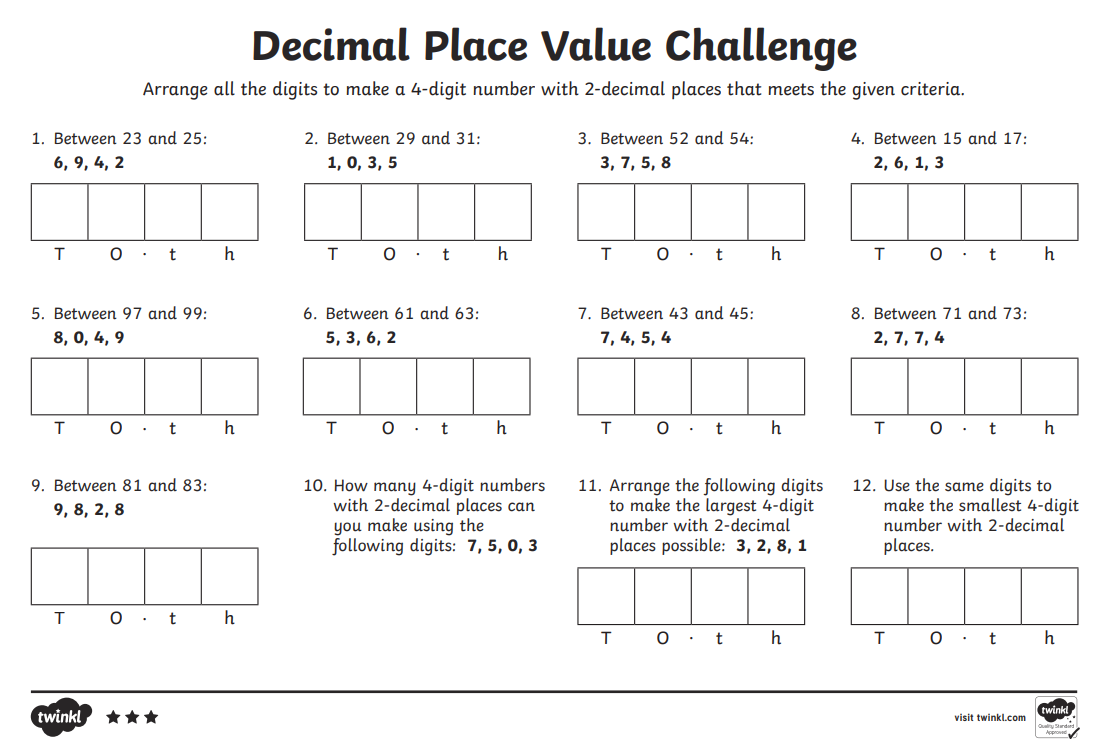 Decimal Place Value Challenge
Arrange all the digits to make a 4-digit number with 2-decimal places that meets the given criteria.
1. Between 23 and 25:
6, 9, 4, 2
T O · t h
2. Between 29 and 31:
1, 0, 3, 5
T O · t h
3. Between 52 and 54:
3, 7, 5, 8
T O · t h
4. Between 15 and 17:
2, 6, 1, 3
T O · t h
5. Between 97 and 99:
8, 0, 4, 9
T O · t h
6. Between 61 and 63:
5, 3, 6, 2
T O · t h
7. Between 43 and 45:
7, 4, 5, 4
T O · t h
8. Between 71 and 73:
2, 7, 7, 4
T O · t h
9. Between 81 and 83:
9, 8, 2, 8
T O · t h
10. How many 4-digit numbers
with 2-decimal places can
you make using the
following digits: 7, 5, 0, 3
11. Arrange the following digits
to make the largest 4-digit
number with 2-decimal
places possible: 3, 2, 8, 1
T O · t h
12. Use the same digits to
make the smallest 4-digit
number with 2-decimal
places.
T O · t h
twinkl
visit twinkl.com
twinkl
Quality Standard
Approved